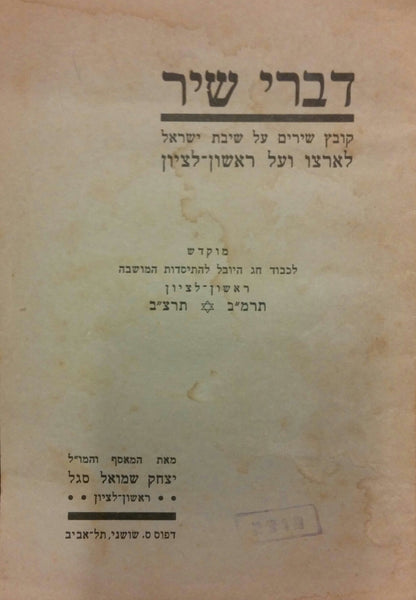 דברי שיר
קובץ שירים על שיבת ישראל
לארצו ועל ראשון-לציון
מוקדש
לכבוד חג היובל להתיסדות המושבה
ראשון-לציון
תרמ"ב ✡ תרצ"ב
מאת המאסף והמו"ל
יצחק שמואל סגל
• • ראשון-לציון • •
דפוס ס. שושני, תל-אביב